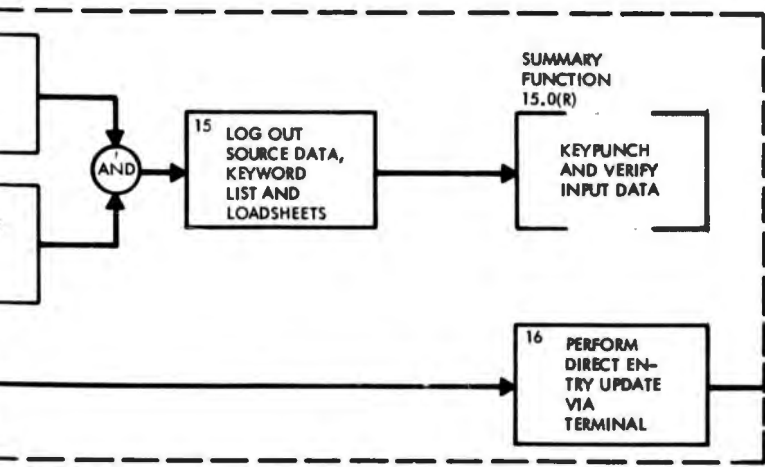 SUMMARY
FUNCTION
15.0(R)
AND
15 LOG OUT
SOURCE DATA,
KEYWORD
LIST AND
LOADSHEETS
KEYPUNCH
AND VERIFY
INPUT DATA
16 PERFORM
DIRECT EN-
TRY UPDATE
VIA
TERMINAL